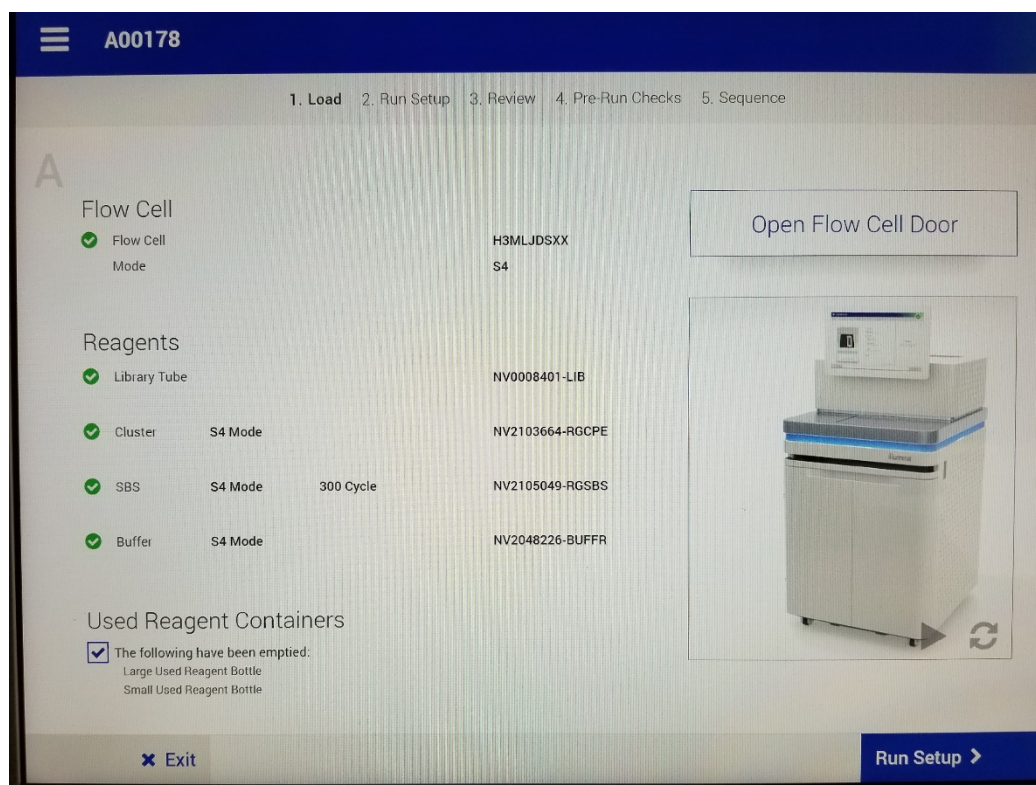 A00178
1. Load 2. Run Setup 3. Review 4. Pre-Run Checks 5. Sequence
A
Flow Cell
Open Flow Cell Door
Flow Cell H3MLJDSXX
Mode S4
Reagents
Library Tube NV0008401-LIB
Cluster S4 Mode NV2103664-RGCPE
SBS S4 Mode 300 Cycle NV2105049-RGSBS
Buffer S4 Mode NV2048226-BUFFR
illumina
Used Reagent Containers
The following have been emptied:
Large Used Reagent Bottle
Small Used Reagent Bottle
Exit
Run Setup